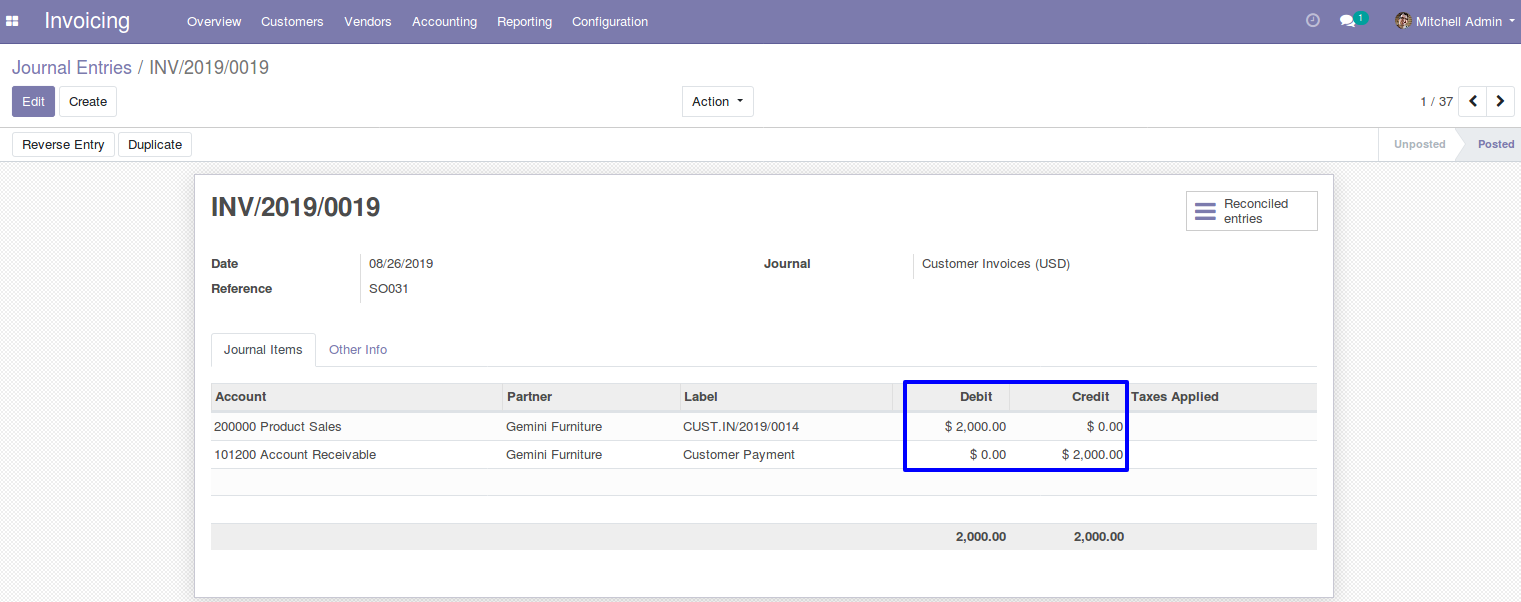 Invoicing Overview Customers Vendors Accounting Reporting Configuration 1 Mitchell Admin
Journal Entries / INV/2019/0019
Edit Create Action 1 / 37
Reverse Entry Duplicate Unposted Posted
INV/2019/0019
Reconciled
entries
Date 08/26/2019 Journal Customer Invoices (USD)
Reference SO031
Journal Items Other Info
Account Partner Label Debit Credit Taxes Applied
200000 Product Sales Gemini Furniture CUST.IN/2019/0014 $ 2,000.00 $ 0.00
101200 Account Receivable Gemini Furniture Customer Payment $ 0.00 $ 2,000.00
2,000.00 2,000.00